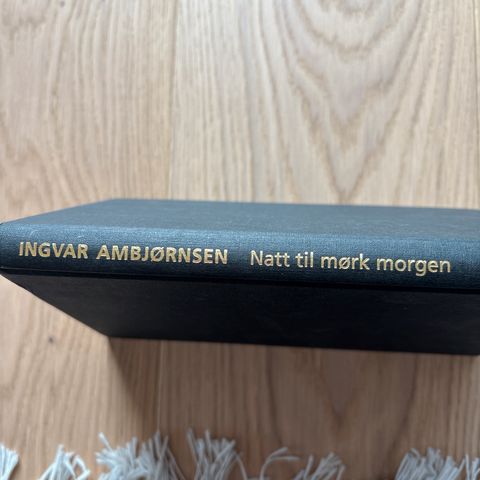 INGVAR AMBJØRNSEN Natt til mørk morgen